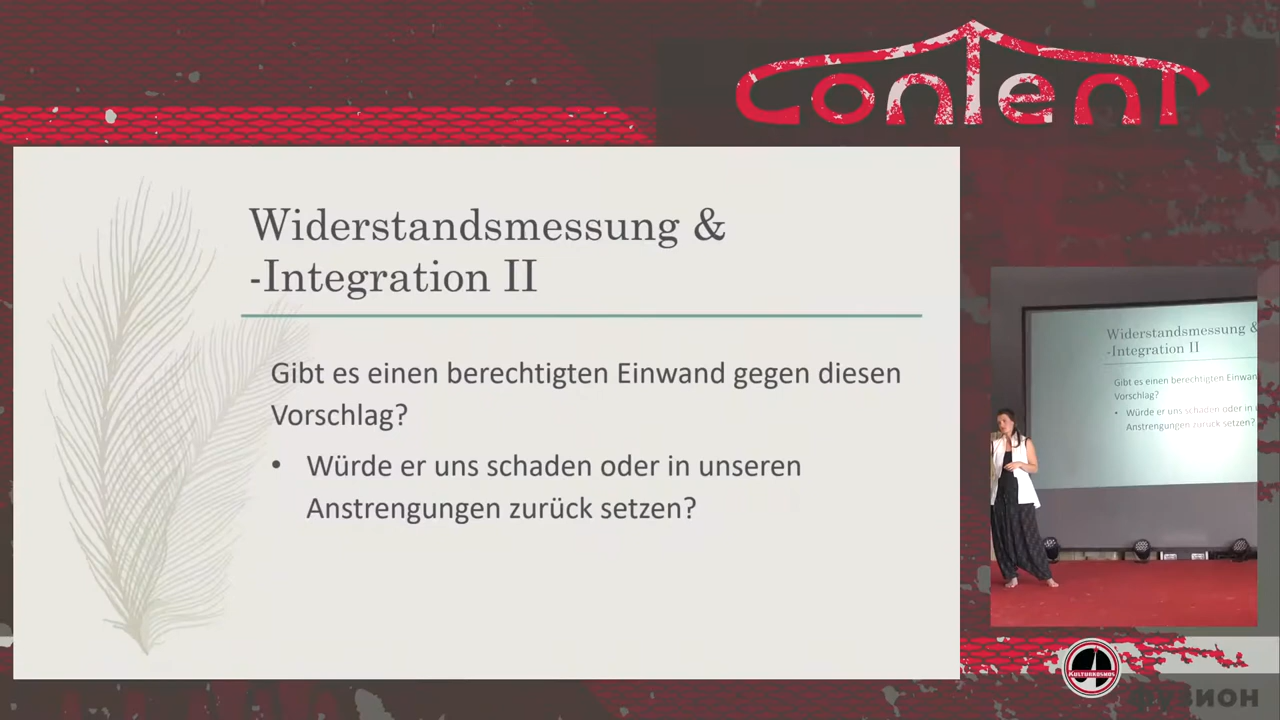 content
Widerstandsmessung &
-Integration II
Gibt es einen berechtigten Einwand gegen diesen
Vorschlag?
• Würde er uns schaden oder in unseren
Anstrengungen zurück setzen?
Widerstandsmessung &
-Integration II
Gibt es einen berechtigten Einwan
Vorschlag?
• Würde er uns schaden oder in
Anstrengungen zurück setzen?
KULTURKOSMOS
ФУЗИОН